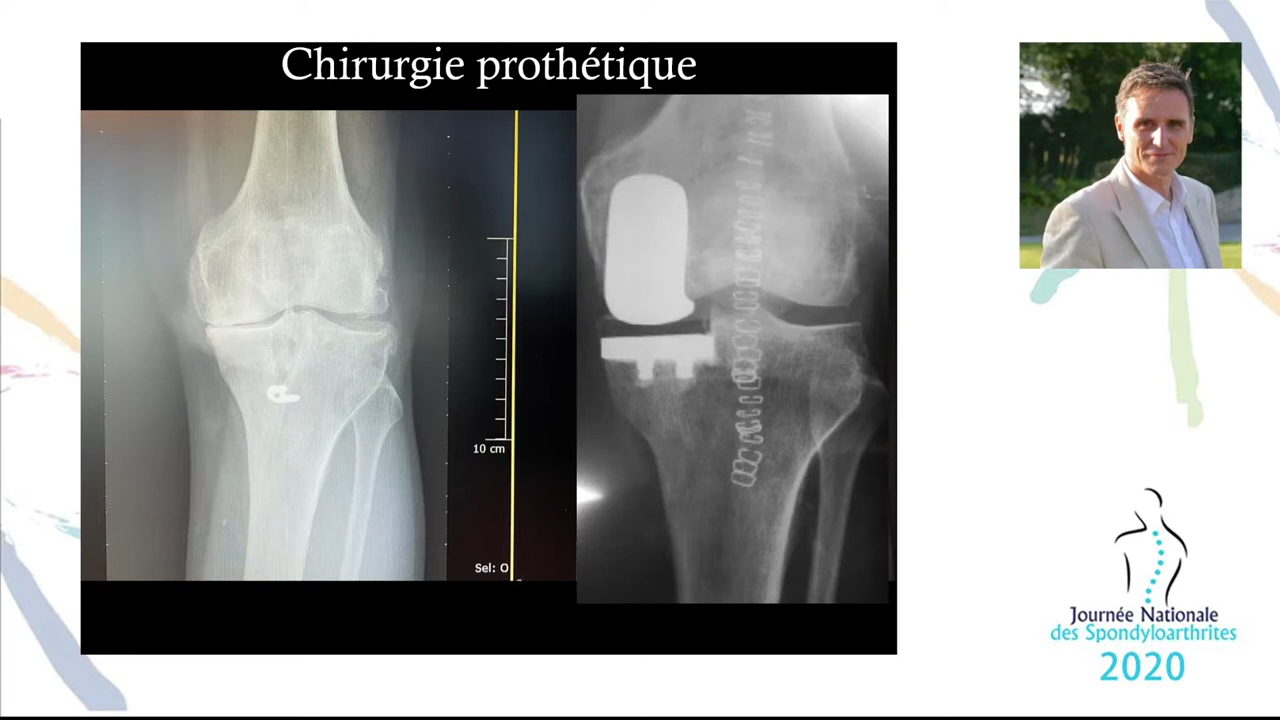 Chirurgie prothétique
10 cm
Sel: O
Journée Nationale
des Spondyloarthrites
2020